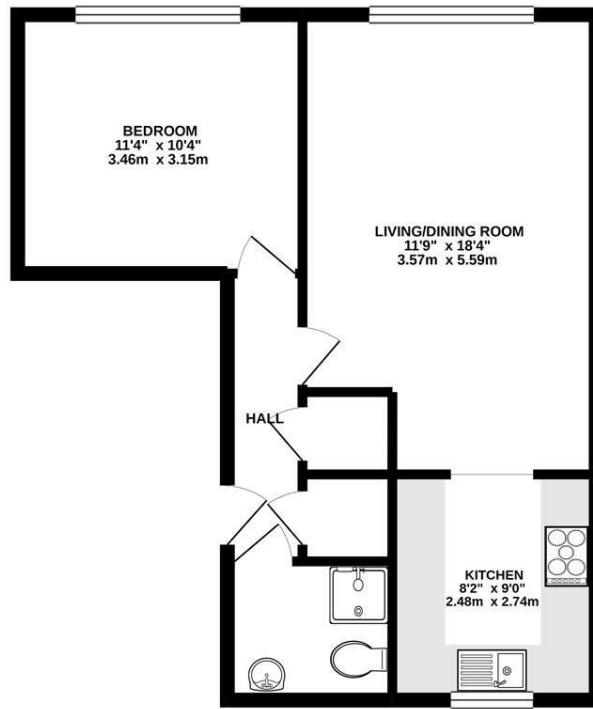 BEDROOM
11'4" x 10'4"
3.46m x 3.15m
LIVING/DINING ROOM
11'9" x 18'4"
3.57m x 5.59m
HALL
KITCHEN
8'2" x 9'0"
2.48m x 2.74m